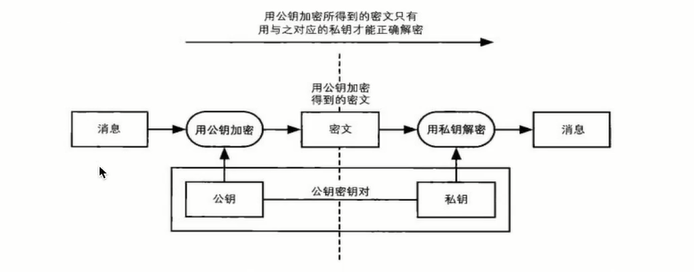 用公钥加密所得到的密文只有
用与之对应的私钥才能正确解密
用公钥加密
得到的密文
消息
用公钥加密
密文
用私钥解密
消息
公钥
公钥密钥对
私钥